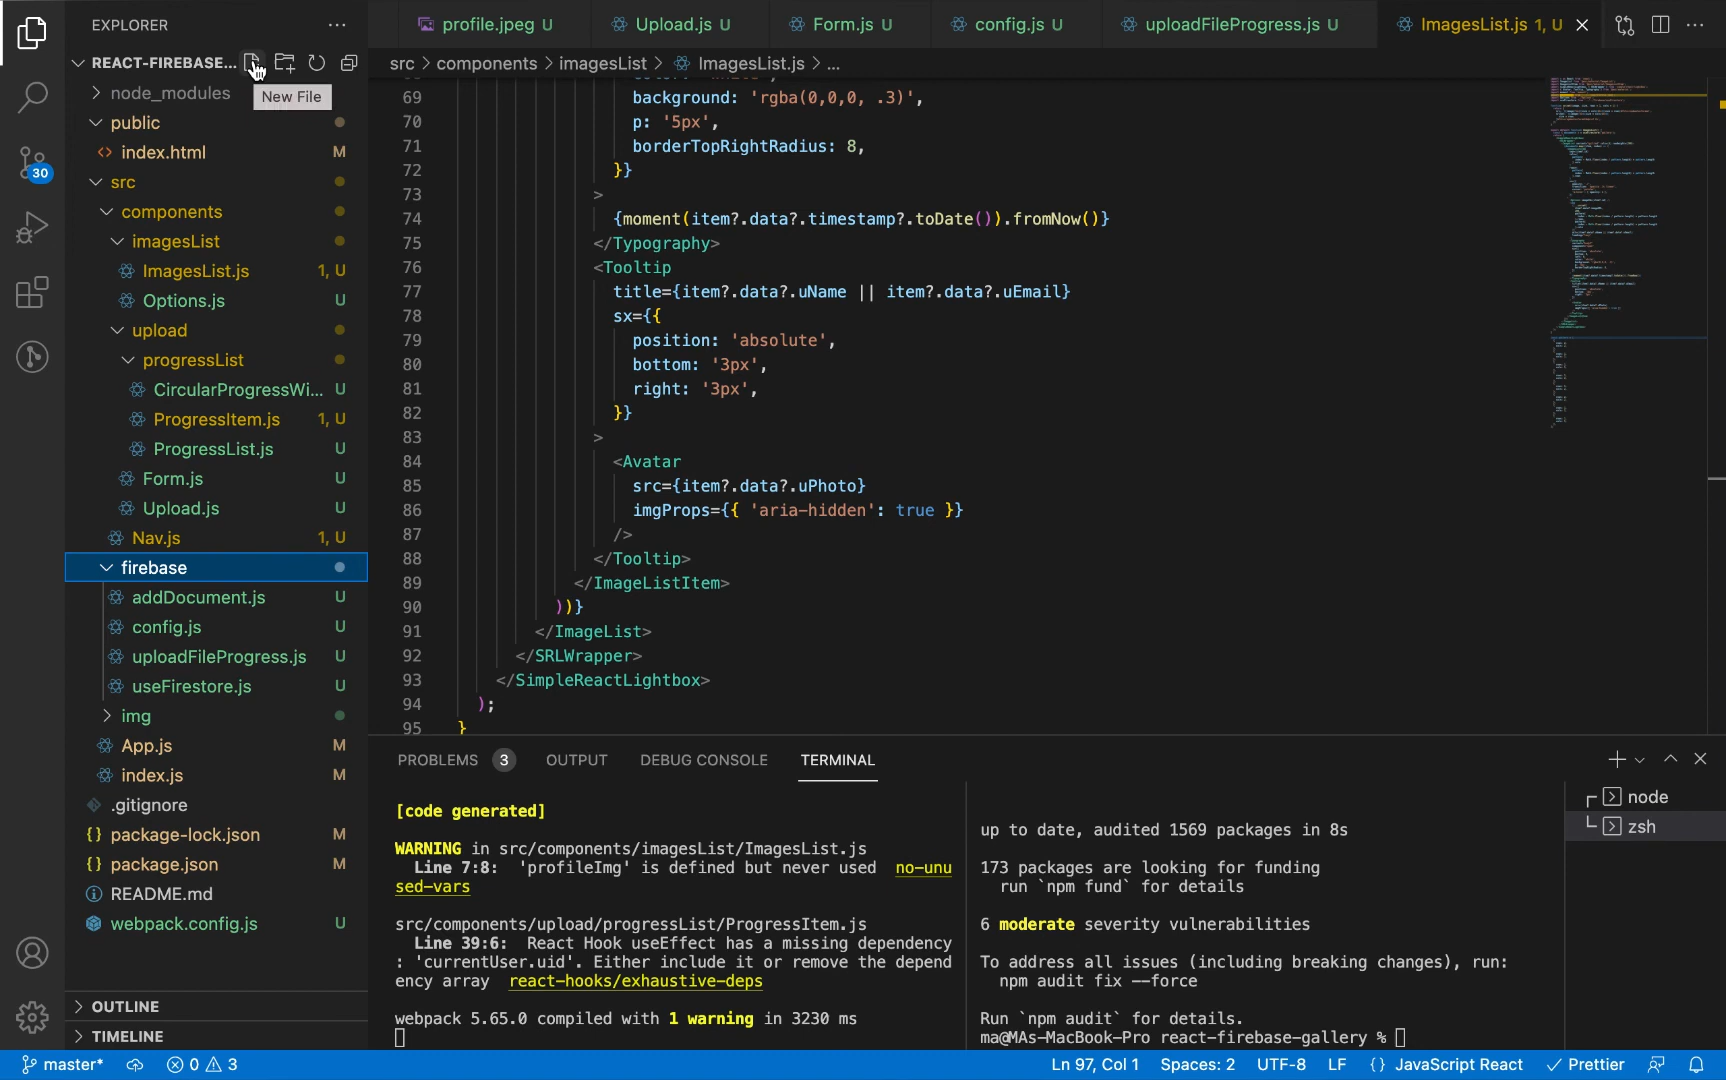 EXPLORER
REACT-FIREBASE...
New File
node_modules
public
index.html M
src
components
imagesList
ImagesList.js 1, U
Options.js U
upload
progressList
CircularProgressWi... U
ProgressItem.js 1, U
ProgressList.js U
Form.js U
Upload.js U
Nav.js 1, U
firebase
addDocument.js U
config.js U
uploadFileProgress.js U
useFirestore.js U
img
App.js M
index.js M
.gitignore
package-lock.json M
package.json M
README.md
webpack.config.js U
OUTLINE
TIMELINE
30
profile.jpeg U
Upload.js U
Form.js U
config.js U
uploadFileProgress.js U
ImagesList.js 1, U
src > components > imagesList > ImagesList.js > ...
69 background: 'rgba(0,0,0, .3)',
70 p: '5px',
71 borderTopRightRadius: 8,
72 }}
73 >
74 {moment(item?.data?.timestamp?.toDate()).fromNow()}
75 </Typography>
76 <Tooltip
77 title={item?.data?.uName || item?.data?.uEmail}
78 sx={{
79 position: 'absolute',
80 bottom: '3px',
81 right: '3px',
82 }}
83 >
84 <Avatar
85 src={item?.data?.uPhoto}
86 imgProps={{ 'aria-hidden': true }}
87 />
88 </Tooltip>
89 </ImageListItem>
90 ))}
91 </ImageList>
92 </SRLWrapper>
93 </SimpleReactLightbox>
94 );
95 }
PROBLEMS 3 OUTPUT DEBUG CONSOLE TERMINAL
[code generated]
WARNING in src/components/imagesList/ImagesList.js
Line 7:8: 'profileImg' is defined but never used no-unu
sed-vars
src/components/upload/progressList/ProgressItem.js
Line 39:6: React Hook useEffect has a missing dependency
: 'currentUser.uid'. Either include it or remove the depend
ency array react-hooks/exhaustive-deps
webpack 5.65.0 compiled with 1 warning in 3230 ms
up to date, audited 1569 packages in 8s
173 packages are looking for funding
run `npm fund` for details
6 moderate severity vulnerabilities
To address all issues (including breaking changes), run:
npm audit fix --force
Run `npm audit` for details.
ma@MAs-MacBook-Pro react-firebase-gallery %
node
zsh
master* 0 3 Ln 97, Col 1 Spaces: 2 UTF-8 LF {} JavaScript React Prettier